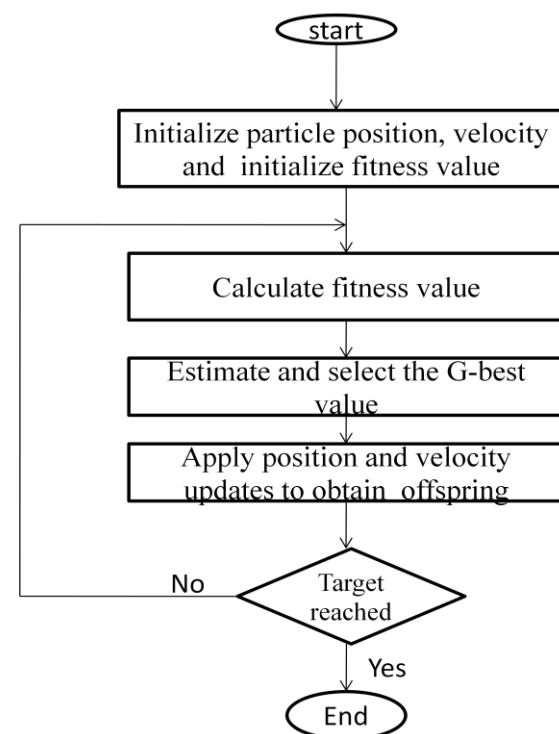 start
Initialize particle position, velocity
and initialize fitness value
Calculate fitness value
Estimate and select the G-best
value
Apply position and velocity
updates to obtain offspring
No
Target
reached
Yes
End